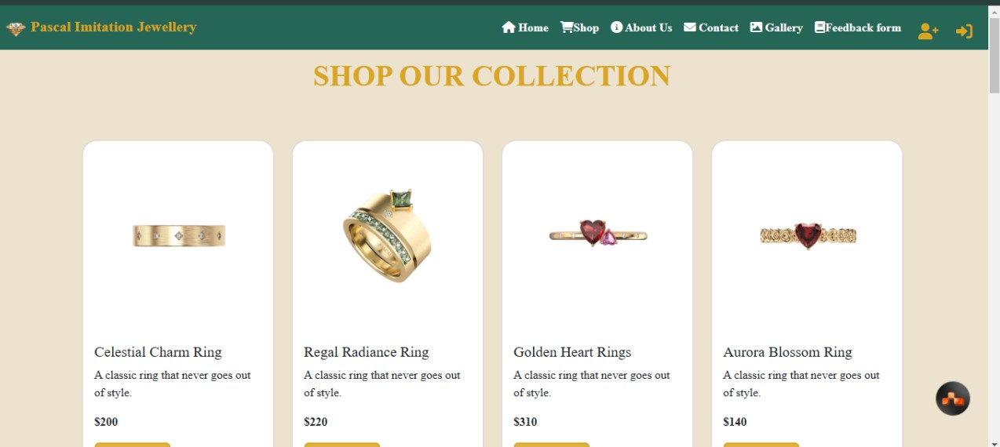 Pascal Imitation Jewellery
Home Shop About Us Contact Gallery Feedback form
SHOP OUR COLLECTION
Celestial Charm Ring
A classic ring that never goes out
of style.
$200
Regal Radiance Ring
A classic ring that never goes out
of style.
$220
Golden Heart Rings
A classic ring that never goes out
of style.
$310
Aurora Blossom Ring
A classic ring that never goes out
of style.
$140